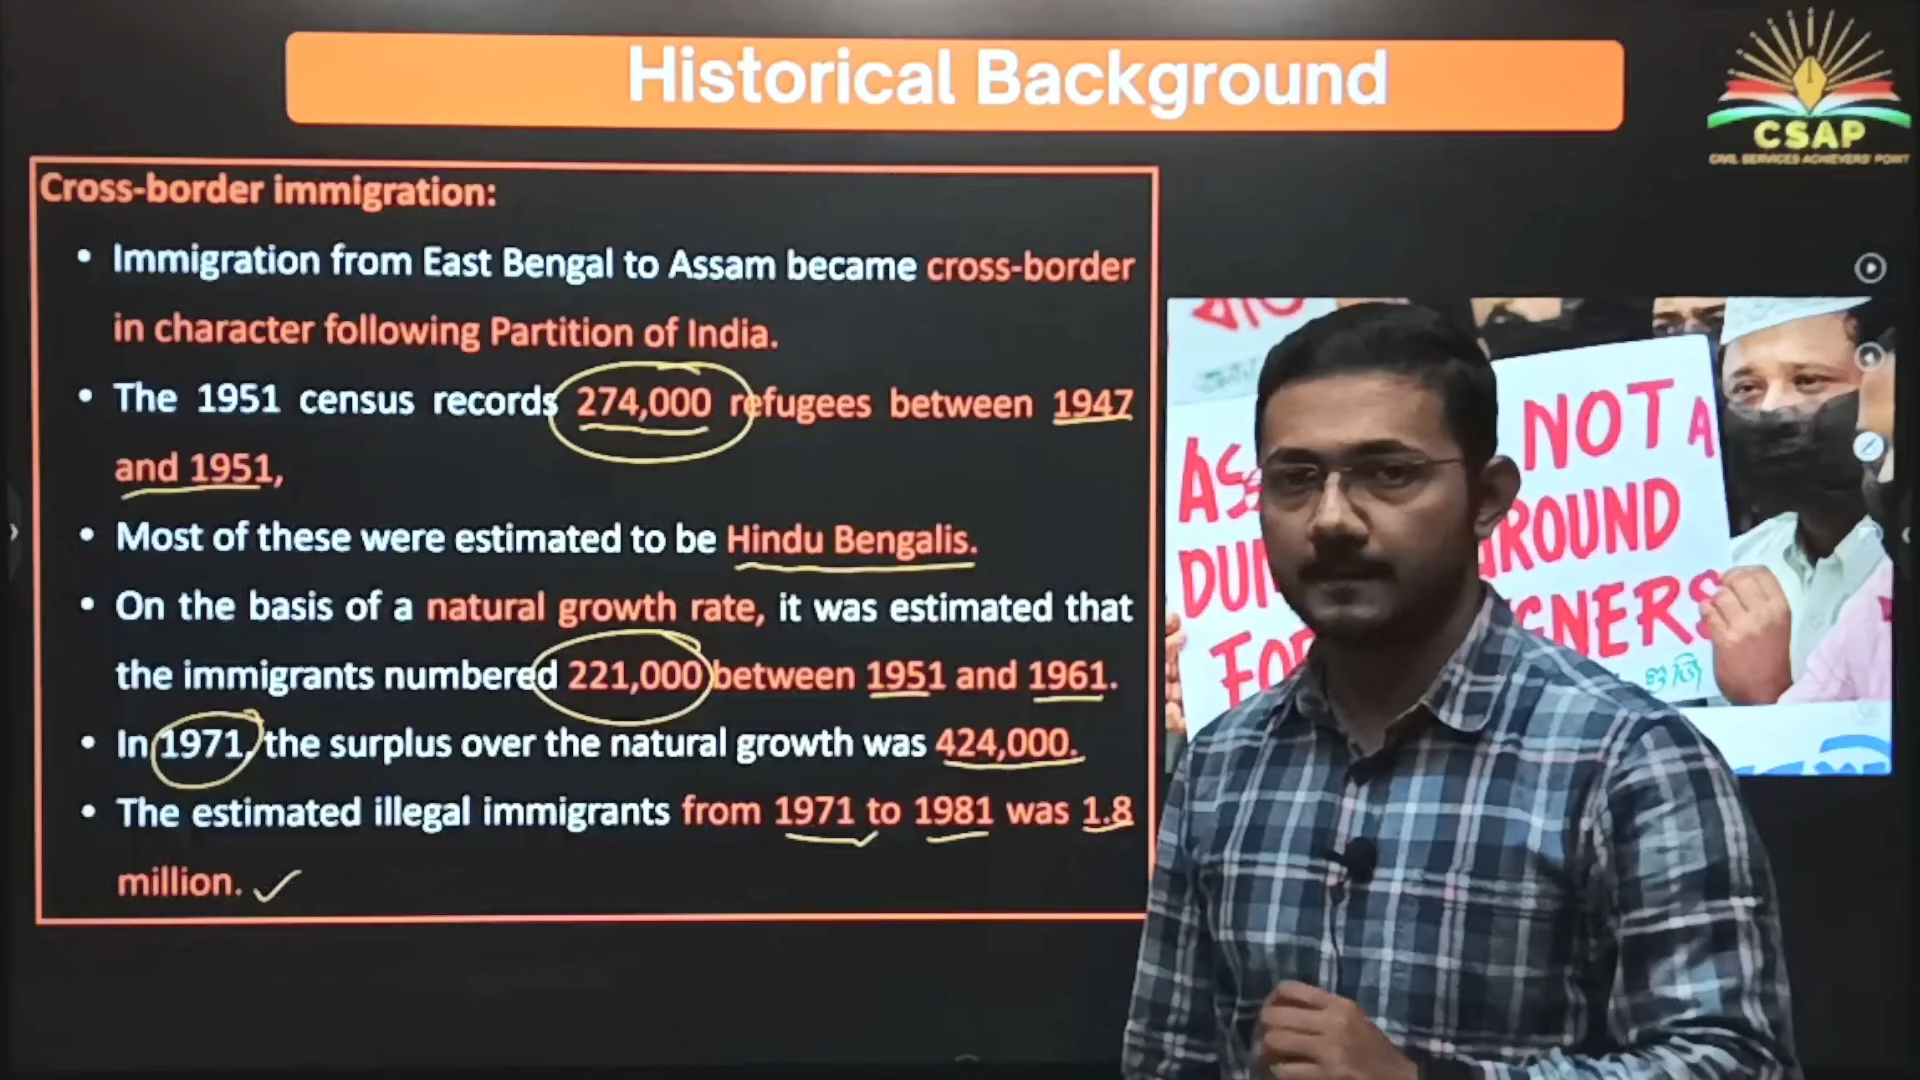 Historical Background
CSAP
CIVIL SERVICES ACHIEVERS' POINT
Cross-border immigration:
• Immigration from East Bengal to Assam became cross-border
in character following Partition of India.
• The 1951 census records 274,000 refugees between 1947
and 1951,
• Most of these were estimated to be Hindu Bengalis.
• On the basis of a natural growth rate, it was estimated that
the immigrants numbered 221,000 between 1951 and 1961.
• In 1971, the surplus over the natural growth was 424,000.
• The estimated illegal immigrants from 1971 to 1981 was 1.8
million.
NOT A
ROUND